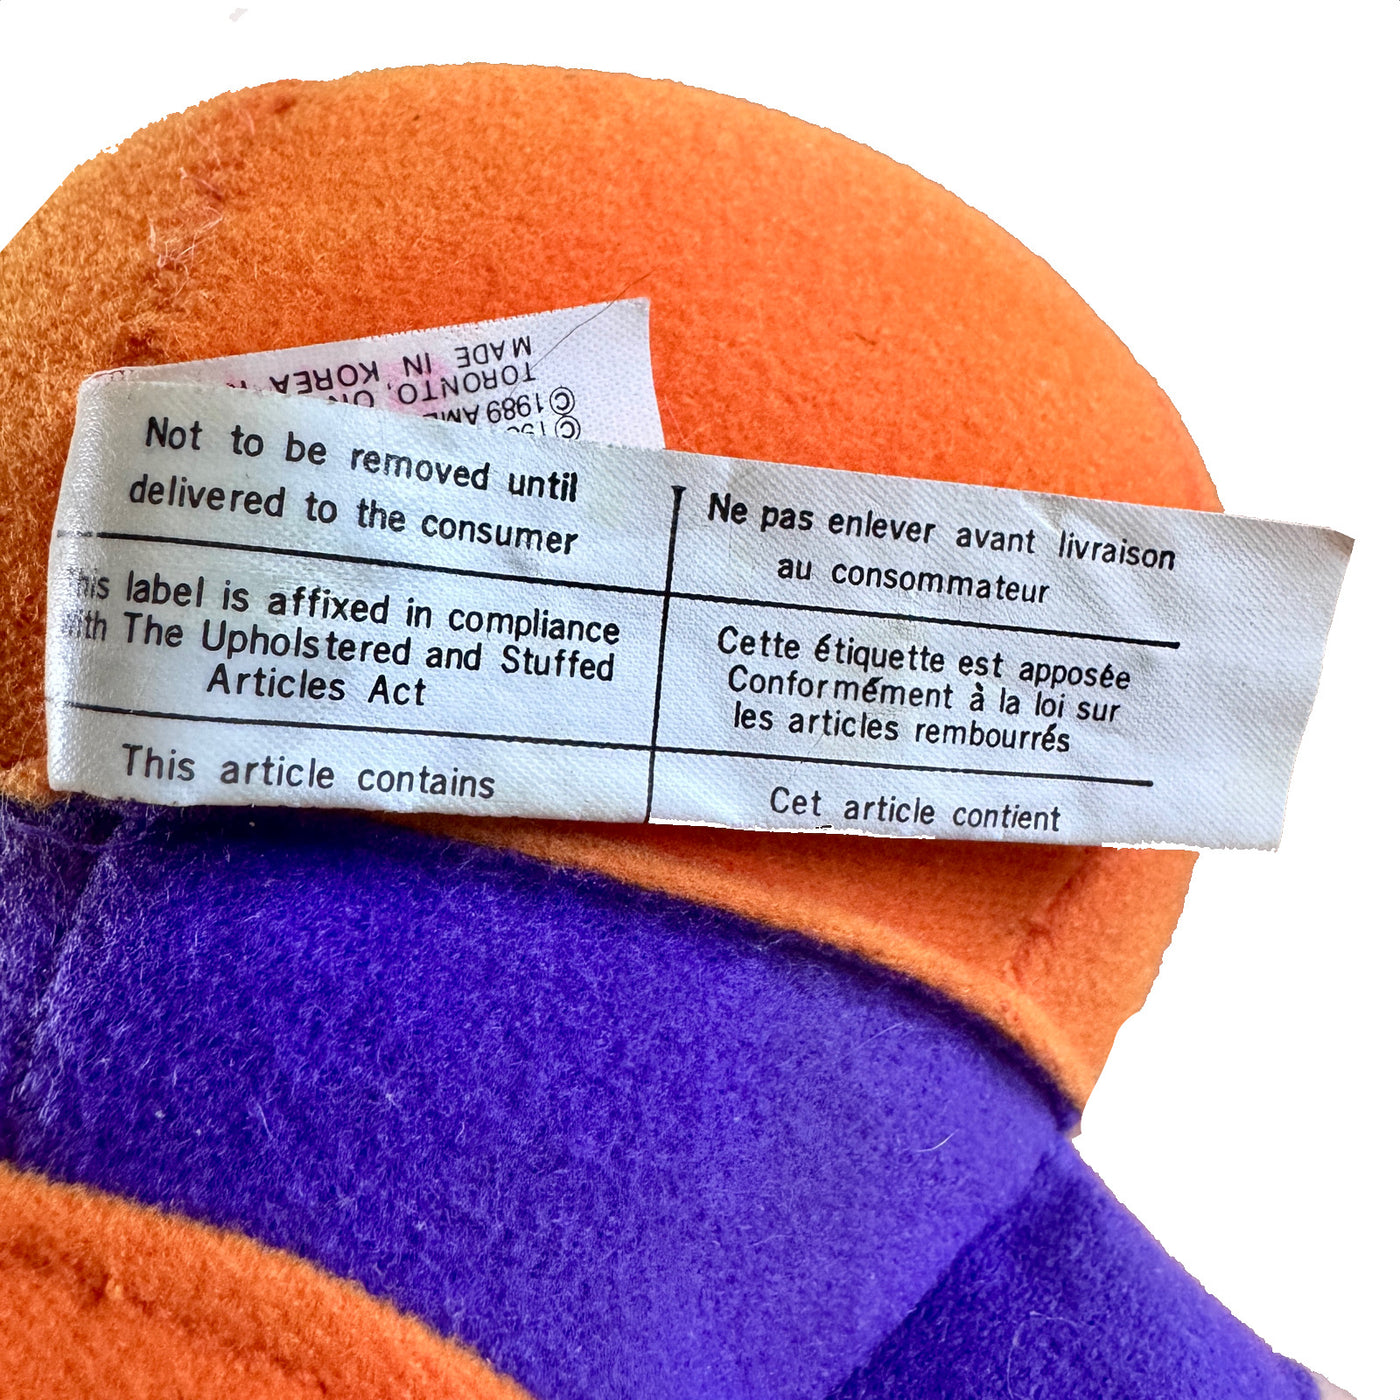 MADE IN KOREA
TORONTO, ON
©1989 AME
Not to be removed until
delivered to the consumer
This label is affixed in compliance
with The Upholstered and Stuffed
Articles Act
This article contains
Ne pas enlever avant livraison
au consommateur
Cette étiquette est apposée
Conformément à la loi sur
les articles rembourrés
Cet article contient